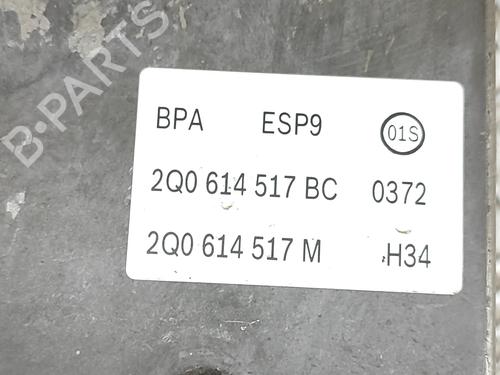 B-PARTS
BPA ESP9 01S
2Q0 614 517 BC 0372
2Q0 614 517 M H34